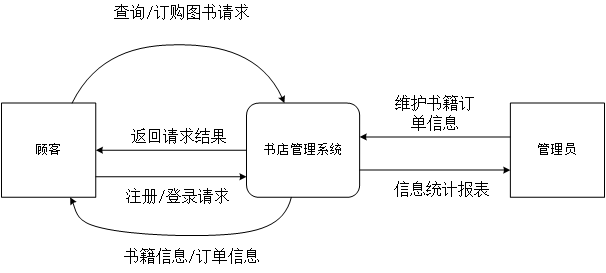 查询/订购图书请求
维护书籍订
单信息
返回请求结果
顾客
书店管理系统
管理员
注册/登录请求
信息统计报表
书籍信息/订单信息